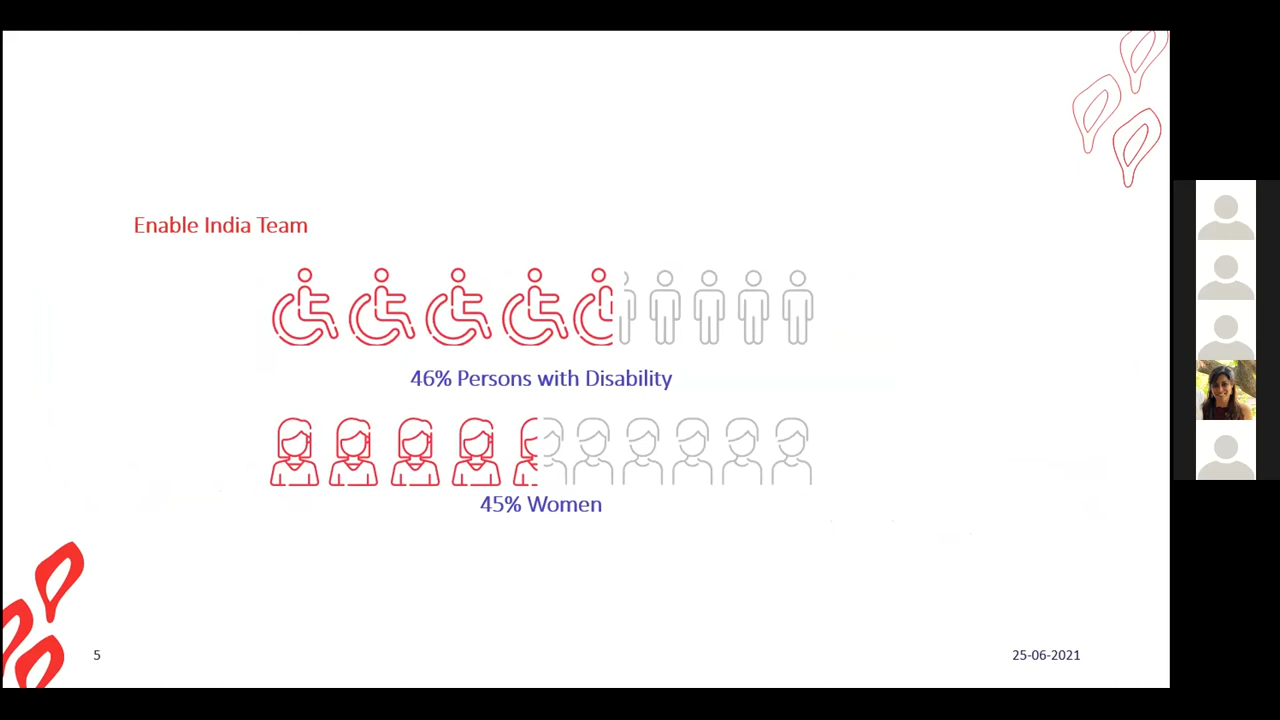 Enable India Team
46% Persons with Disability
45% Women
5
25-06-2021